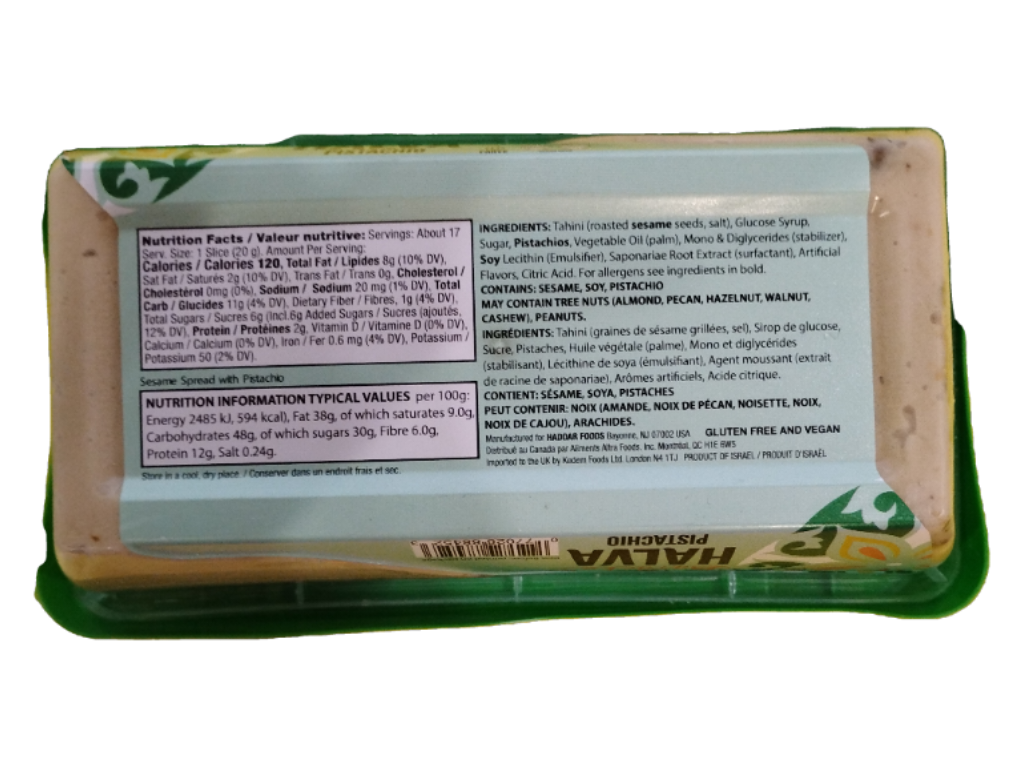 PISTACHIO
Nutrition Facts / Valeur nutritive: Servings: About 17
Serv. Size: 1 Slice (20 g). Amount Per Serving:
Calories / Calories 120, Total Fat / Lipides 8g (10% DV),
Sat Fat / Saturés 2g (10% DV), Trans Fat / Trans 0g, Cholesterol /
Cholestérol 0mg (0%), Sodium / Sodium 20 mg (1% DV), Total
Carb / Glucides 11g (4% DV), Dietary Fiber / Fibres, 1g (4% DV),
Total Sugars / Sucres 6g (Incl.6g Added Sugars / Sucres (ajoutés,
12% DV), Protein / Protéines 2g, Vitamin D / Vitamine D (0% DV),
Calcium / Calcium (0% DV), Iron / Fer 0.6 mg (4% DV), Potassium /
Potassium 50 (2% DV).
Sesame Spread with Pistachio
NUTRITION INFORMATION TYPICAL VALUES per 100g:
Energy 2485 kJ, 594 kcal), Fat 38g, of which saturates 9.0g,
Carbohydrates 48g, of which sugars 30g, Fibre 6.0g,
Protein 12g, Salt 0.24g.
Store in a cool, dry place. / Conserver dans un endroit frais et sec.
INGREDIENTS: Tahini (roasted sesame seeds, salt), Glucose Syrup,
Sugar, Pistachios, Vegetable Oil (palm), Mono & Diglycerides (stabilizer),
Soy Lecithin (Emulsifier), Saponariae Root Extract (surfactant), Artificial
Flavors, Citric Acid. For allergens see ingredients in bold.
CONTAINS: SESAME, SOY, PISTACHIO
MAY CONTAIN TREE NUTS (ALMOND, PECAN, HAZELNUT, WALNUT,
CASHEW), PEANUTS.
INGRÉDIENTS: Tahini (graines de sésame grillées, sel), Sirop de glucose,
Sucre, Pistaches, Huile végétale (palme), Mono et diglycérides
(stabilisant), Lécithine de soya (émulsifiant), Agent moussant (extrait
de racine de saponariae), Arômes artificiels, Acide citrique.
CONTIENT: SÉSAME, SOYA, PISTACHES
PEUT CONTENIR: NOIX (AMANDE, NOIX DE PÉCAN, NOISETTE, NOIX,
NOIX DE CAJOU), ARACHIDES.
Manufactured for HADDAR FOODS Bayonne, NJ 07002 USA GLUTEN FREE AND VEGAN
Distribué au Canada par Aliments Altra Foods, Inc. Montréal, QC H1E 8W5
Imported to the UK by Kedem Foods Ltd. London N4 1TJ PRODUCT OF ISRAEL / PRODUIT D'ISRAËL
HALVA
PISTACHIO